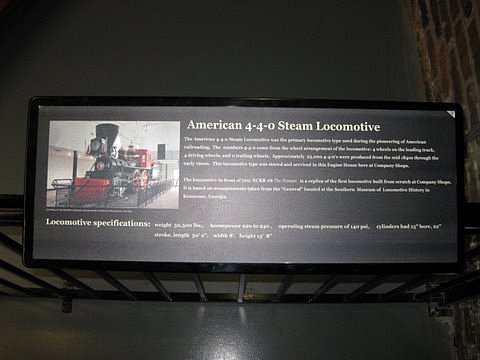 American 4-4-0 Steam Locomotive
The American 4-4-0 Steam Locomotive was the primary locomotive type used during the pioneering of American
railroading. The numbers 4-4-0 come from the wheel arrangement of the locomotive: 4 wheels on the leading truck,
4 driving wheels, and 0 trailing wheels. Approximately 25,000 4-4-0's were produced from the mid 1840s through the
early 1900s. This locomotive type was stored and serviced in this Engine House here at Company Shops.
The locomotive in front of you, NCRR #8 The Pioneer, is a replica of the first locomotive built from scratch at Company Shops.
It is based on measurements taken from the "General" located at the Southern Museum of Locomotive History in
Kennesaw, Georgia.
Locomotive specifications: weight 50,300 lbs., horsepower 220 to 240 , operating steam pressure of 140 psi, cylinders had 15" bore, 22"
stroke, length 50' 2", width 8', height 13' 8"